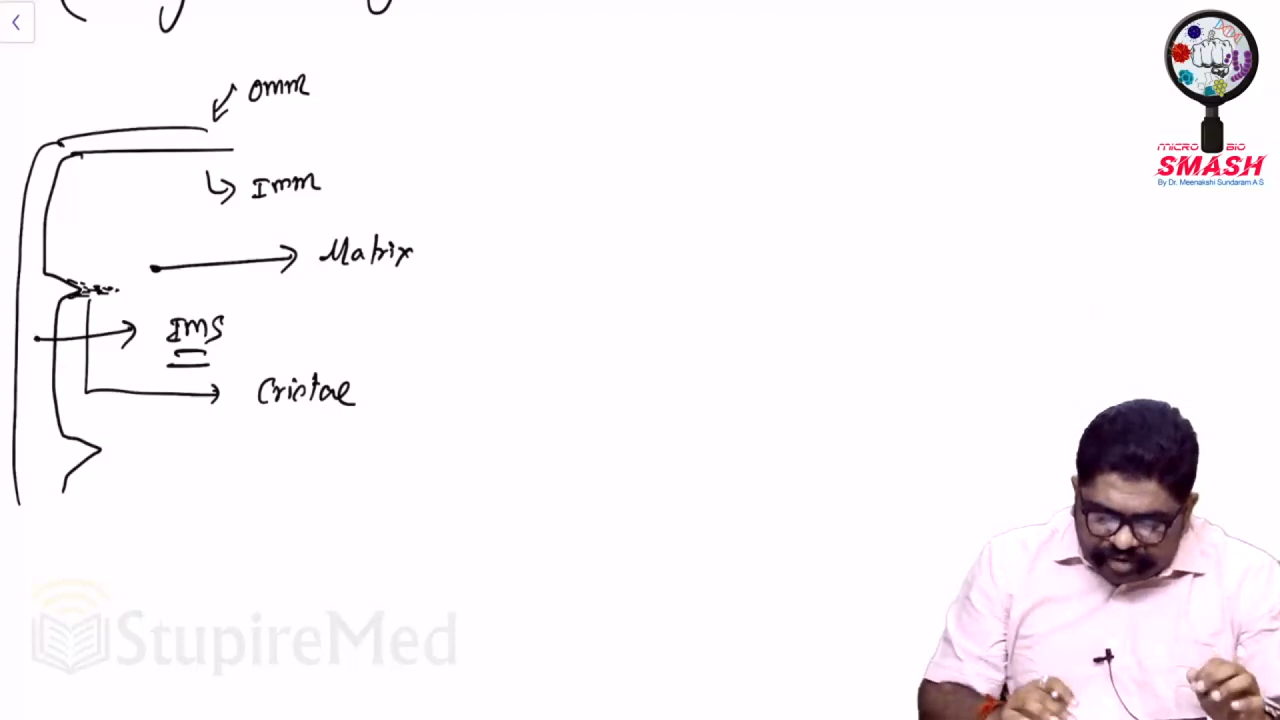 OMM
IMM
Matrix
IMS
Cristae
MICRO BIO
SMASH
By Dr. Meenakshi Sundaram A S
StupireMed